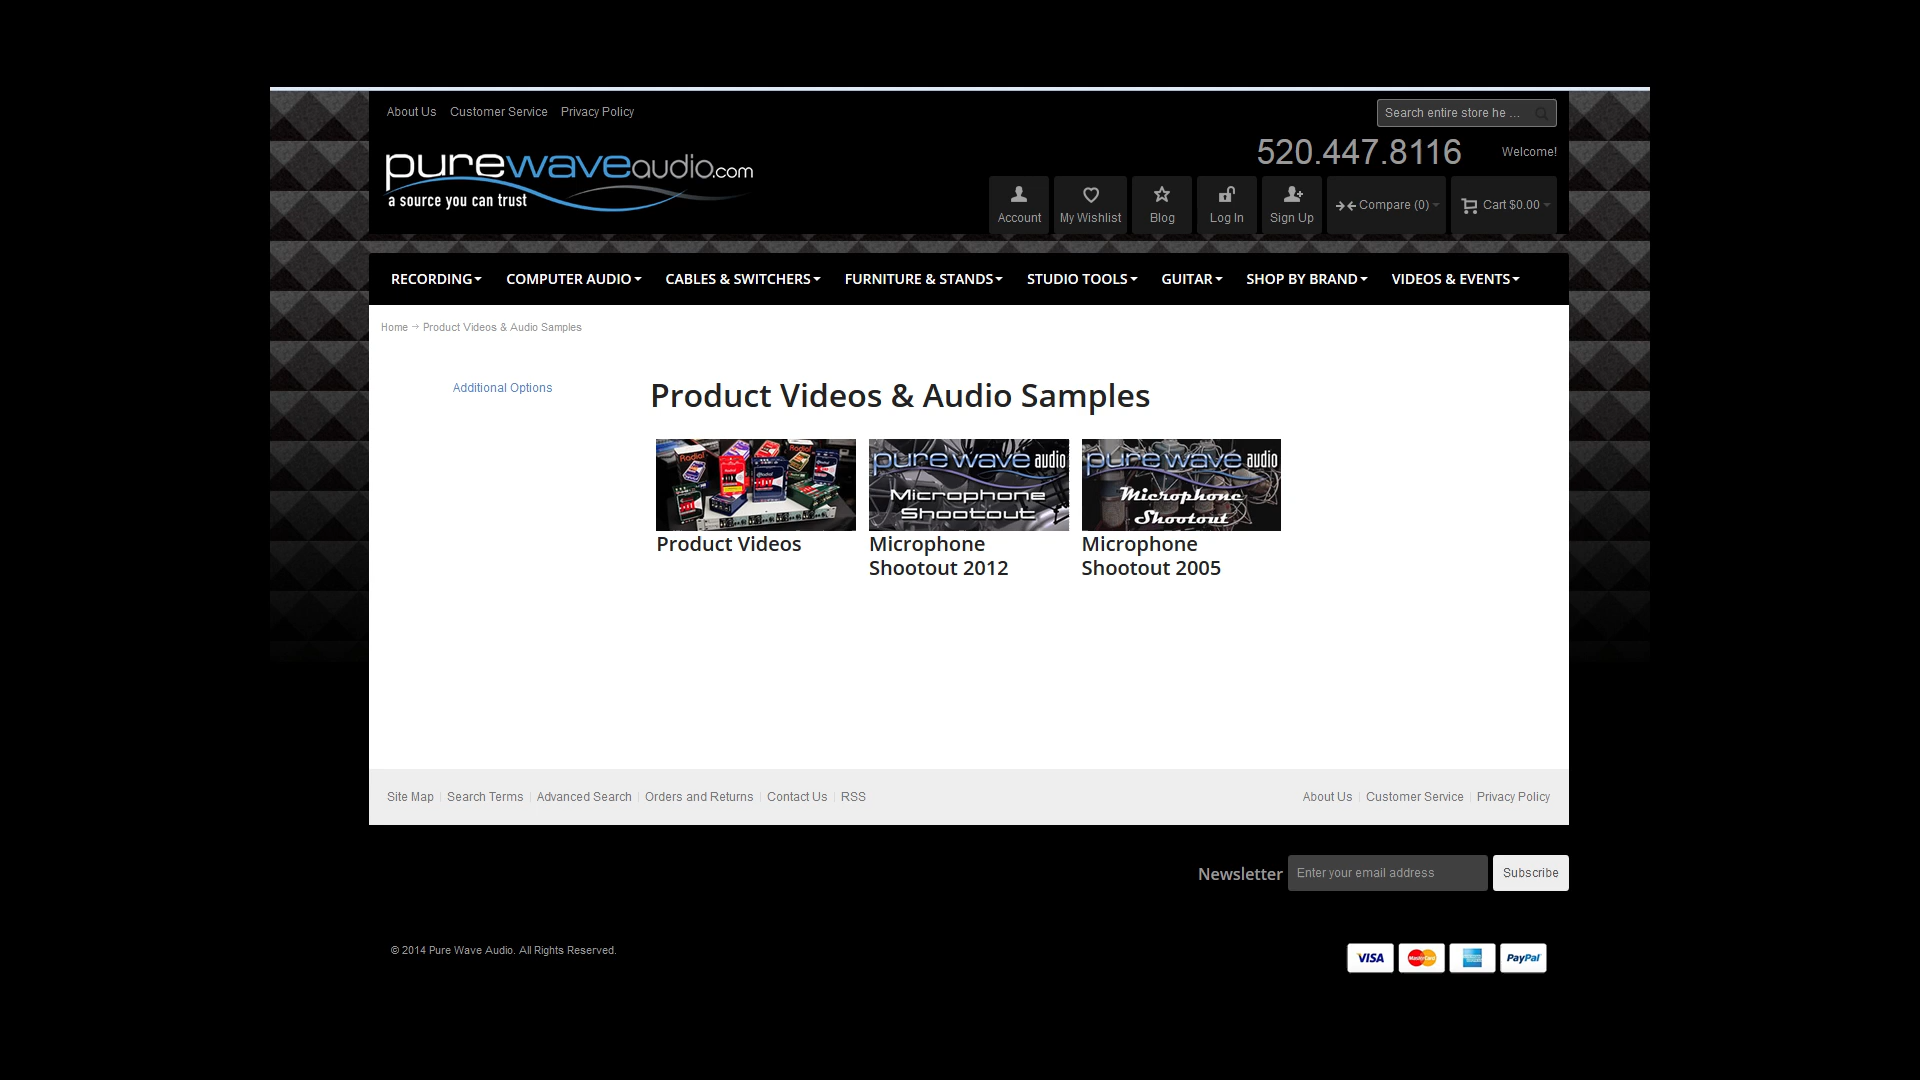 About Us Customer Service Privacy Policy
Search entire store he ...
520.447.8116 Welcome!
purewaveaudio.com
a source you can trust
Account My Wishlist Blog Log In Sign Up Compare (0) Cart $0.00
RECORDING COMPUTER AUDIO CABLES & SWITCHERS FURNITURE & STANDS STUDIO TOOLS GUITAR SHOP BY BRAND VIDEOS & EVENTS
Home → Product Videos & Audio Samples
Additional Options
Product Videos & Audio Samples
Radial
Radial
pure wave audio
Microphone
Shootout
pure wave audio
Microphone
Shootout
Product Videos
Microphone
Shootout 2012
Microphone
Shootout 2005
Site Map Search Terms Advanced Search Orders and Returns Contact Us RSS
About Us Customer Service Privacy Policy
Newsletter Enter your email address Subscribe
© 2014 Pure Wave Audio. All Rights Reserved.
VISA MasterCard PayPal